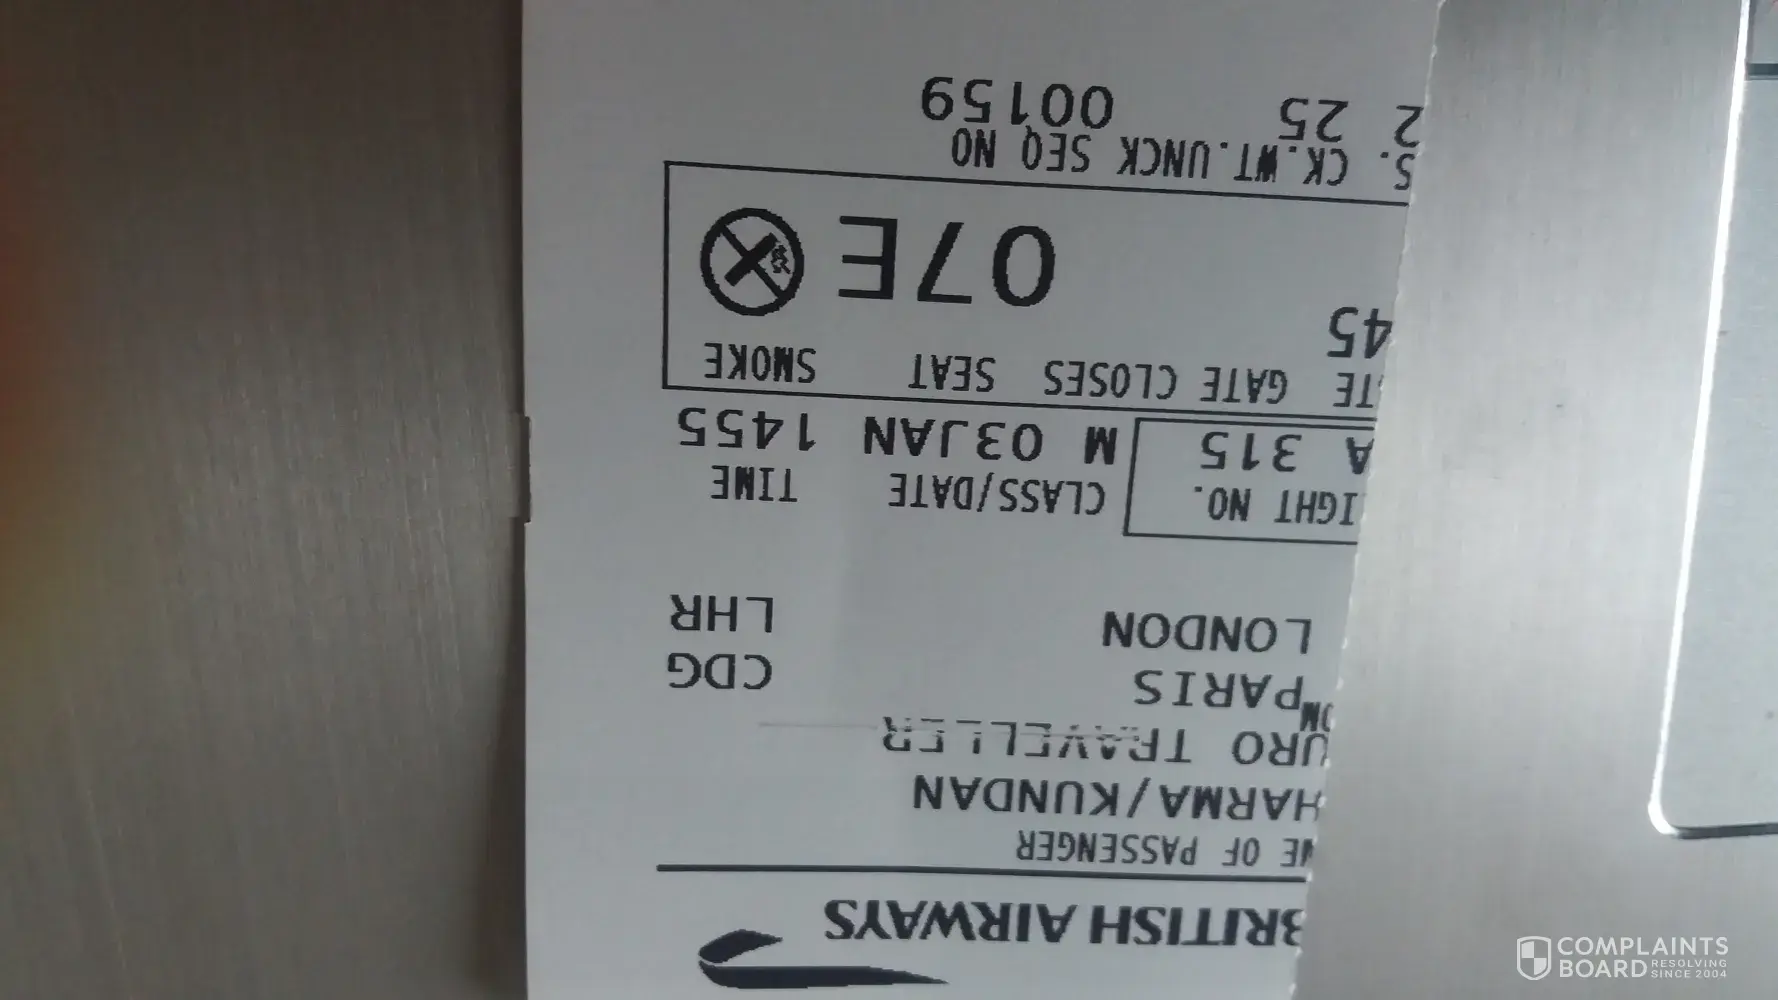 BRITISH AIRWAYS
ME OF PASSENGER
HARMA/KUNDAN
URO TRAVELLER
OM PARIS CDG
LONDON LHR
IGHT NO. CLASS/DATE TIME
A 315 M 03JAN 1455
TE GATE CLOSES SEAT SMOKE
45 07E
S. CK.WT.UNCK SEQ NO
2 25 00159
COMPLAINTS
BOARD RESOLVING
SINCE 2004